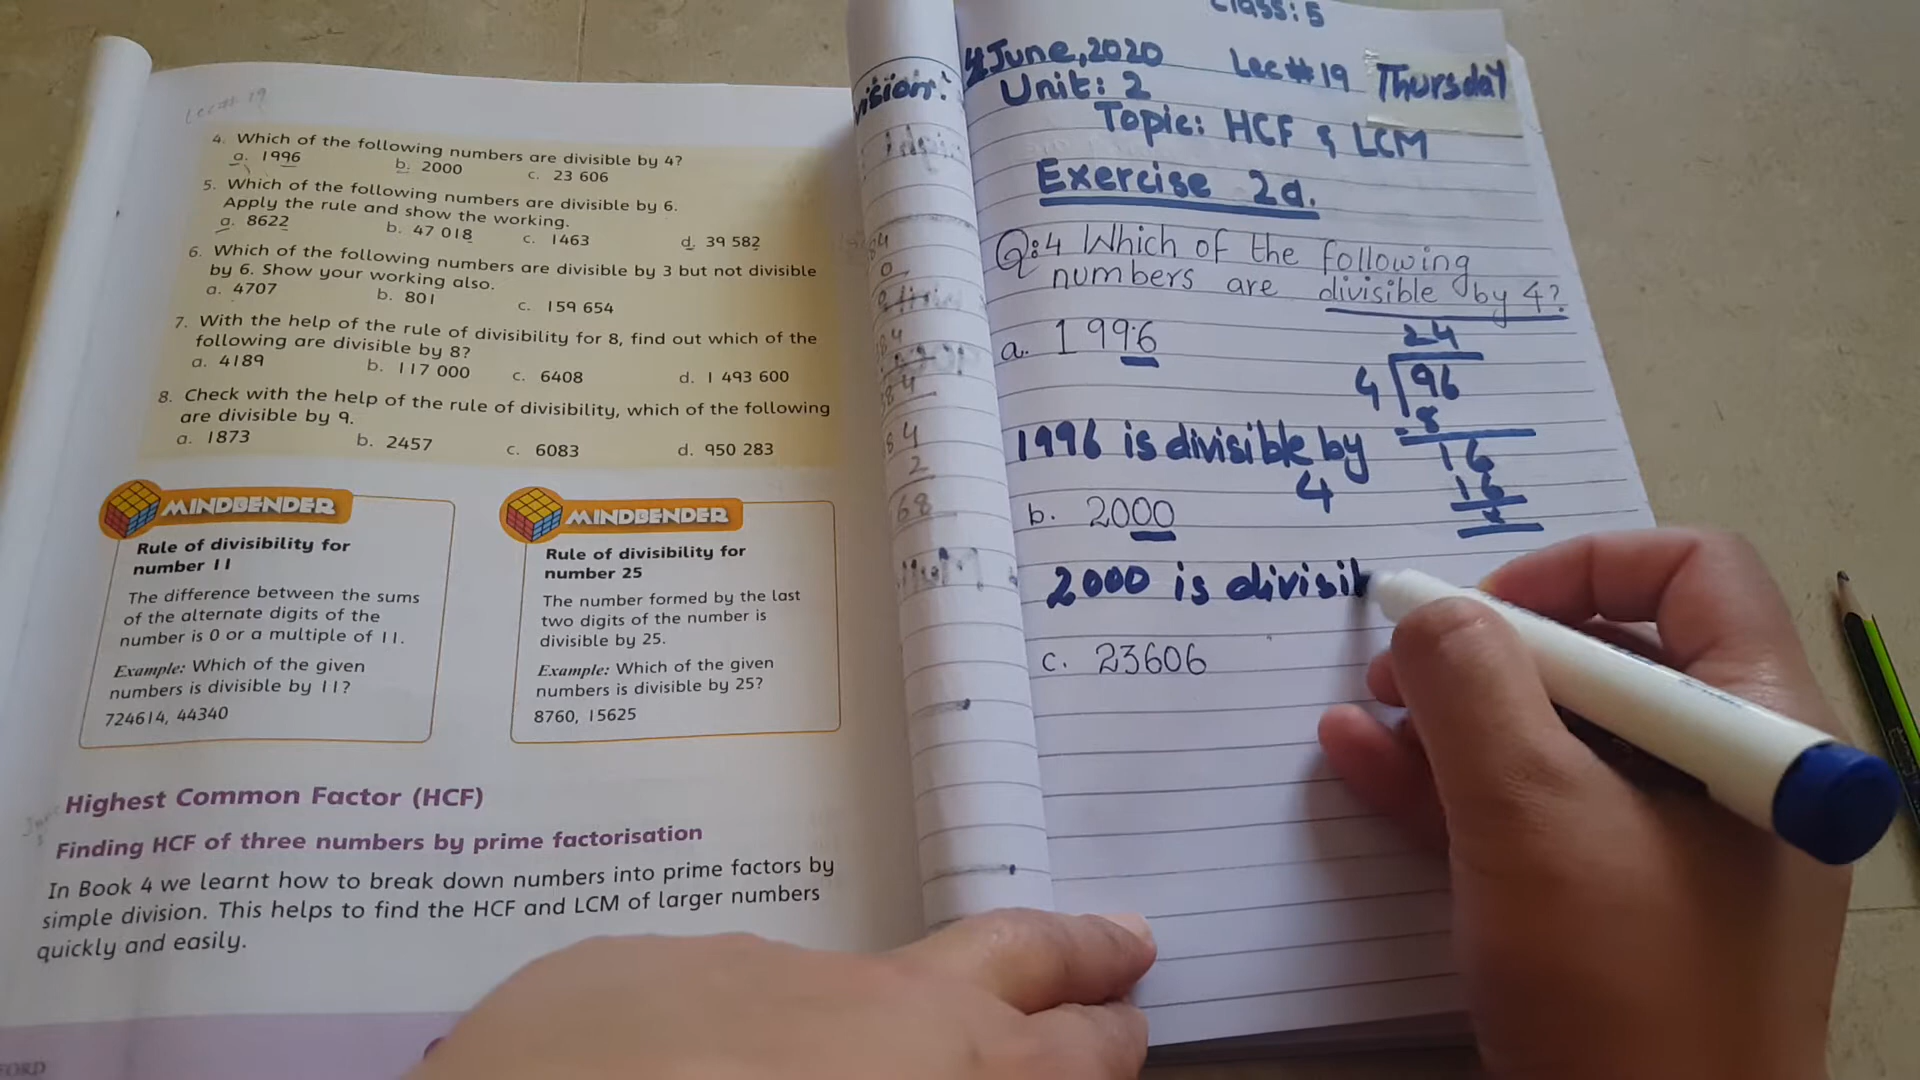 Lec# 19
4. Which of the following numbers are divisible by 4?
a. 1996 b. 2000 c. 23 606
5. Which of the following numbers are divisible by 6.
Apply the rule and show the working.
a. 8622 b. 47 018 c. 1463 d. 39 582
6. Which of the following numbers are divisible by 3 but not divisible
by 6. Show your working also.
a. 4707 b. 801 c. 159 654
7. With the help of the rule of divisibility for 8, find out which of the
following are divisible by 8?
a. 4189 b. 117 000 c. 6408 d. 1 493 600
8. Check with the help of the rule of divisibility, which of the following
are divisible by 9.
a. 1873 b. 2457 c. 6083 d. 950 283
MINDBENDER
Rule of divisibility for
number 11
The difference between the sums
of the alternate digits of the
number is 0 or a multiple of 11.
Example: Which of the given
numbers is divisible by 11?
724614, 44340
MINDBENDER
Rule of divisibility for
number 25
The number formed by the last
two digits of the number is
divisible by 25.
Example: Which of the given
numbers is divisible by 25?
8760, 15625
Highest Common Factor (HCF)
Finding HCF of three numbers by prime factorisation
In Book 4 we learnt how to break down numbers into prime factors by
simple division. This helps to find the HCF and LCM of larger numbers
quickly and easily.
Class: 5
4 June, 2020 Lec# 19 Thursday
Unit: 2
Topic: HCF & LCM
Exercise 2a.
Q:4 Which of the following
numbers are divisible by 4?
a. 1996
24
4 96
- 8
16
16
x
1996 is divisible by
4
b. 2000
2000 is divisib
c. 23606